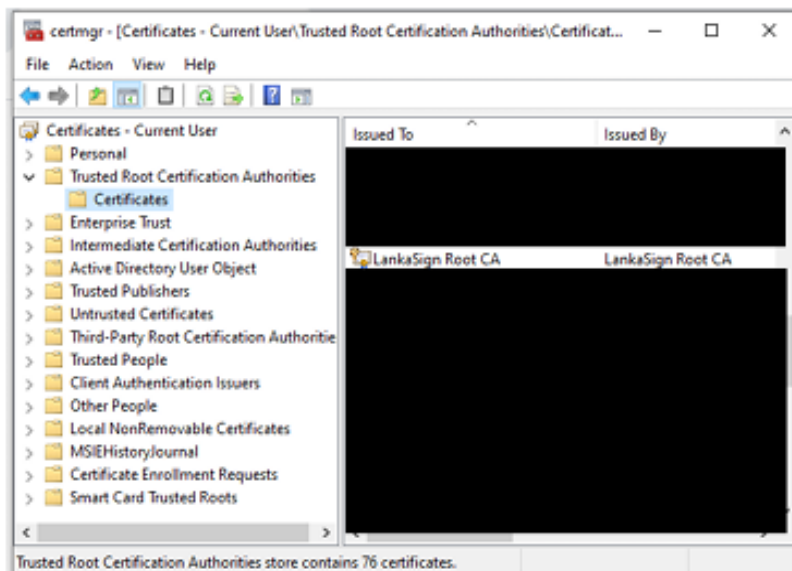 certmgr - [Certificates - Current User\Trusted Root Certification Authorities\Certificat...
File Action View Help
Certificates - Current User
Personal
Trusted Root Certification Authorities
Certificates
Enterprise Trust
Intermediate Certification Authorities
Active Directory User Object
Trusted Publishers
Untrusted Certificates
Third-Party Root Certification Authoritie
Trusted People
Client Authentication Issuers
Other People
Local NonRemovable Certificates
MSIEHistoryJournal
Certificate Enrollment Requests
Smart Card Trusted Roots
Issued To Issued By
LankaSign Root CA LankaSign Root CA
Trusted Root Certification Authorities store contains 76 certificates.